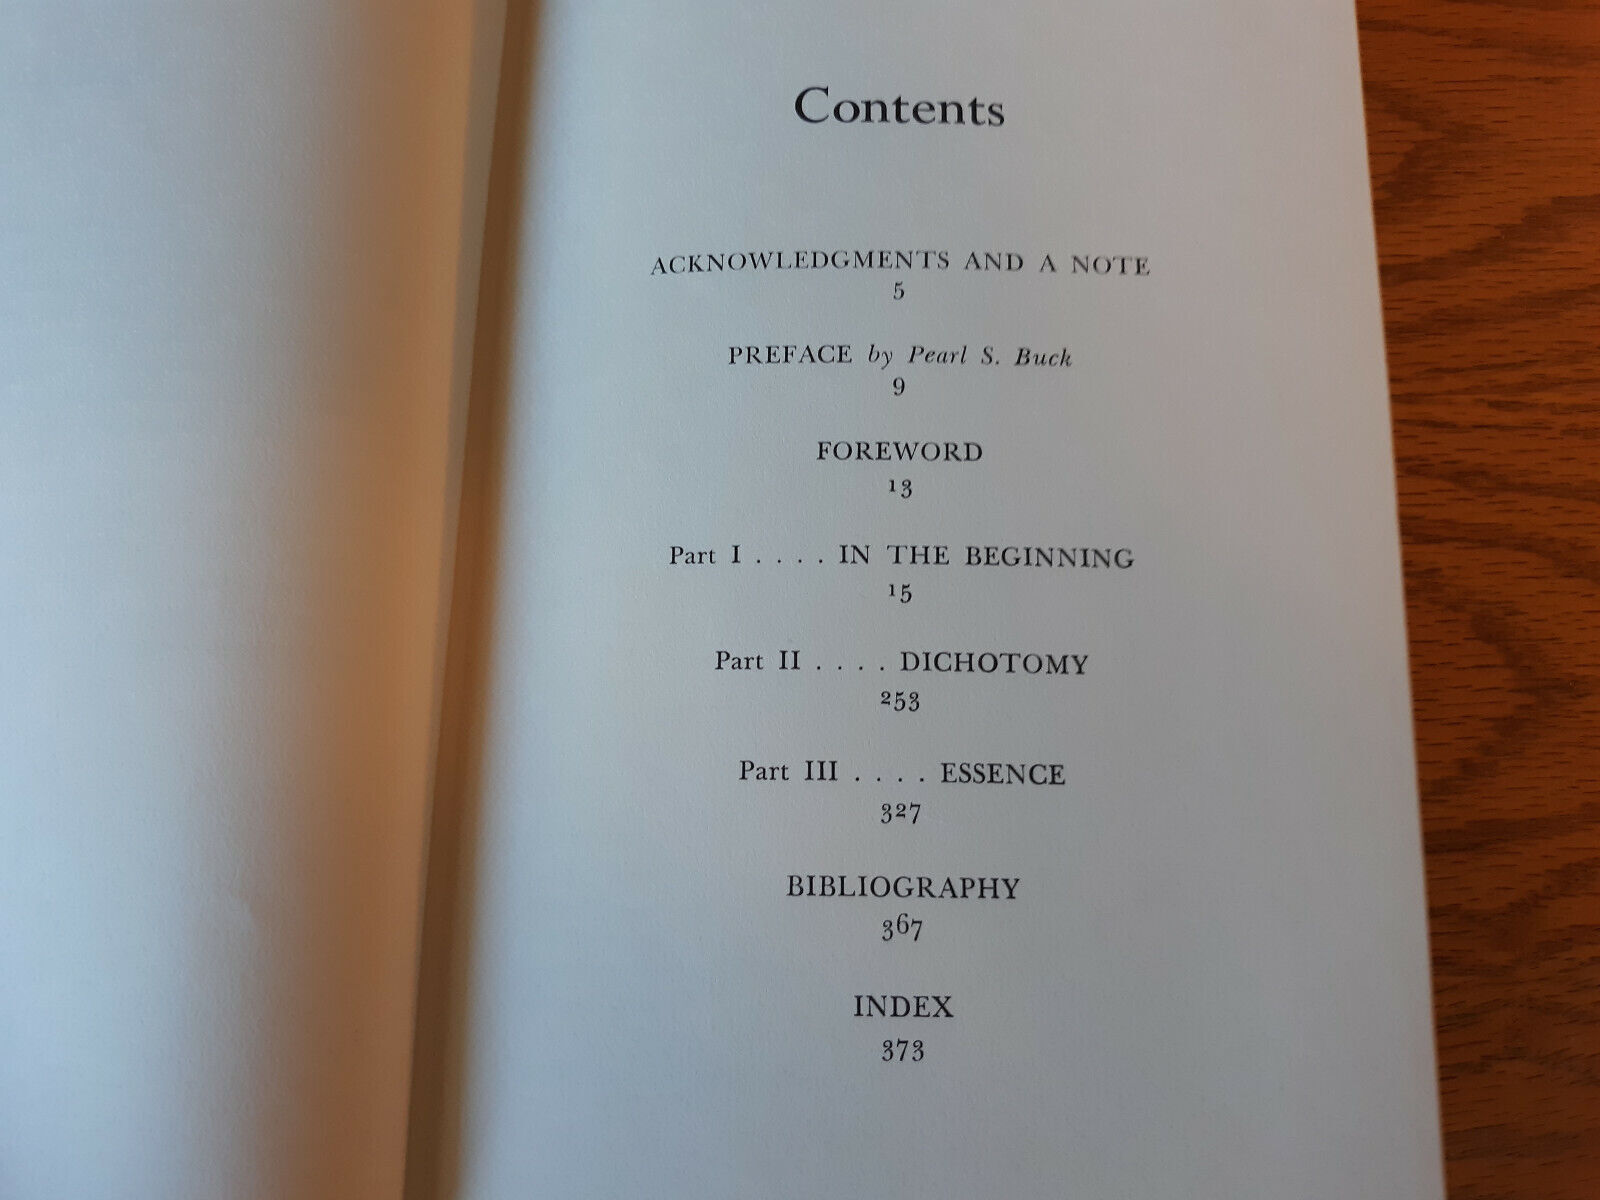 Contents
ACKNOWLEDGMENTS AND A NOTE
5
PREFACE by Pearl S. Buck
9
FOREWORD
13
Part I . . . . IN THE BEGINNING
15
Part II . . . . DICHOTOMY
253
Part III . . . . ESSENCE
327
BIBLIOGRAPHY
367
INDEX
373